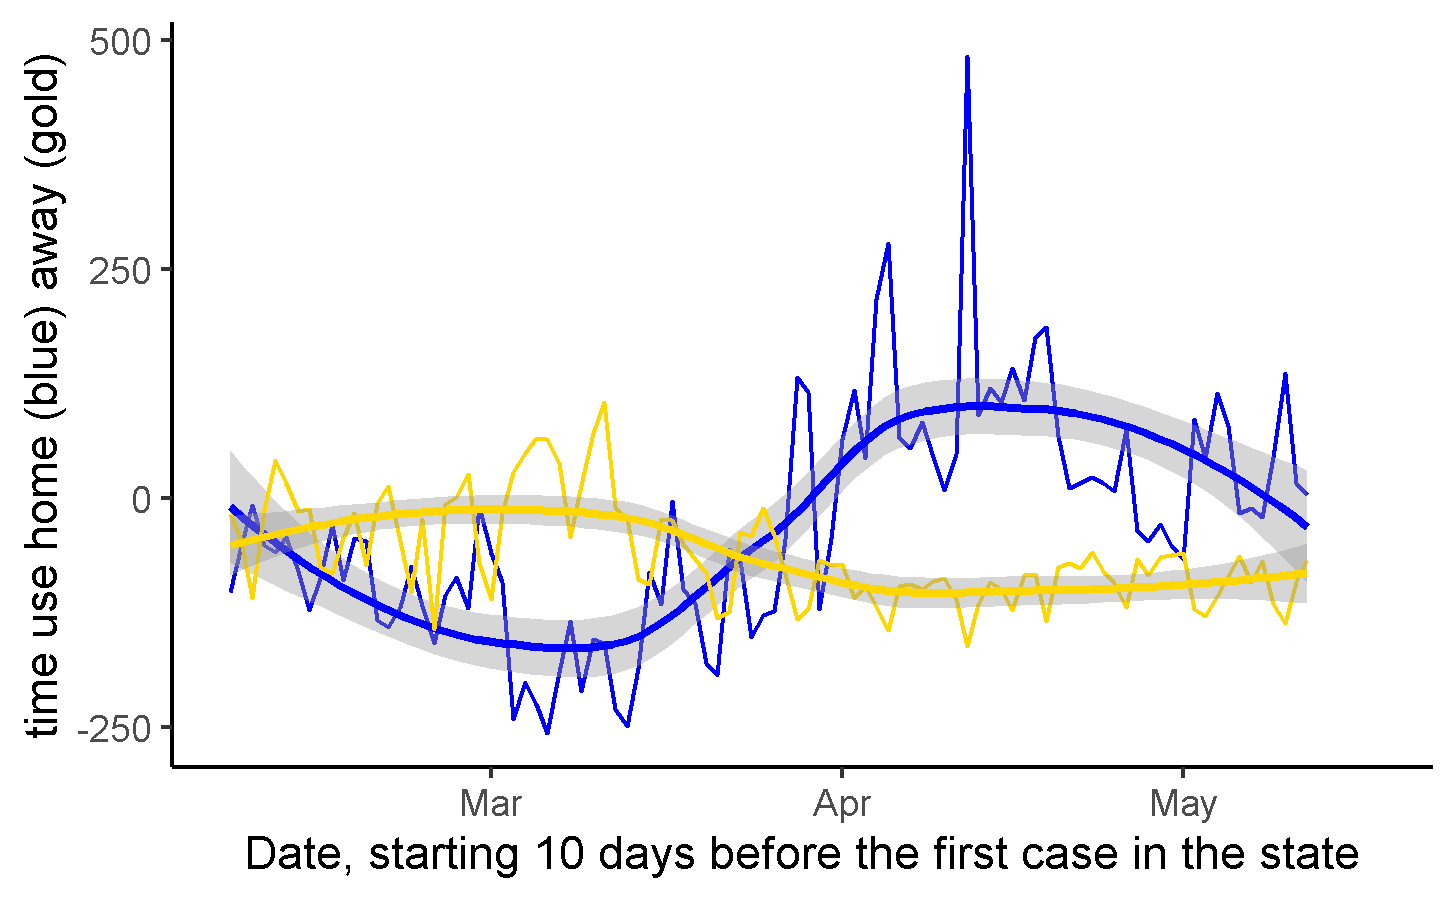 time use home (blue) away (gold)
500
250
0
-250
Mar Apr May
Date, starting 10 days before the first case in the state